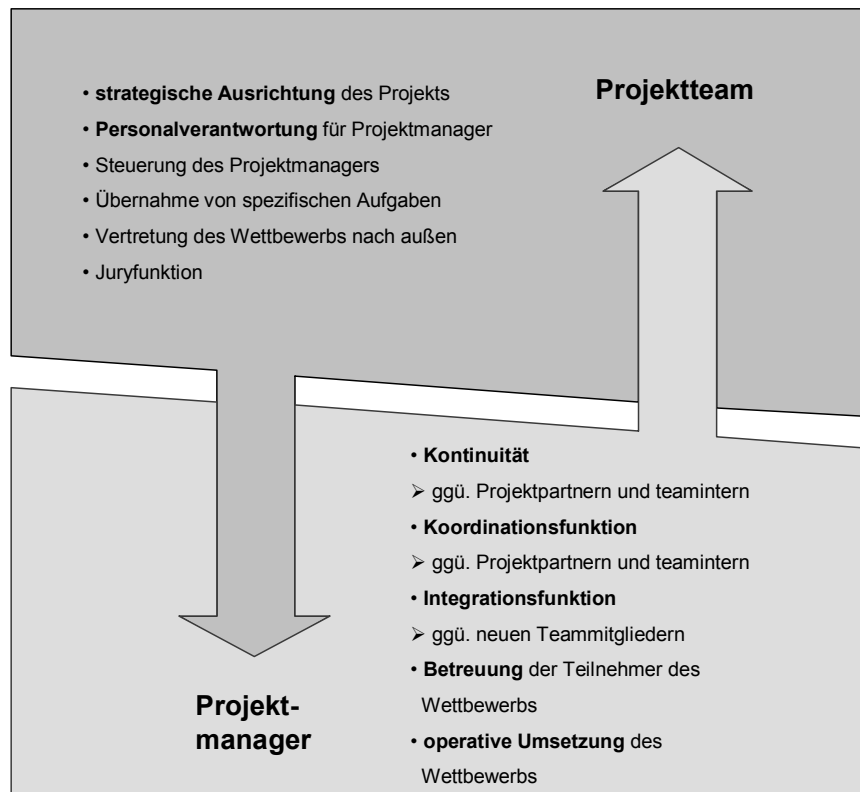 • strategische Ausrichtung des Projekts
• Personalverantwortung für Projektmanager
• Steuerung des Projektmanagers
• Übernahme von spezifischen Aufgaben
• Vertretung des Wettbewerbs nach außen
• Juryfunktion
Projektteam
• Kontinuität
➢ ggü. Projektpartnern und teamintern
• Koordinationsfunktion
➢ ggü. Projektpartnern und teamintern
• Integrationsfunktion
➢ ggü. neuen Teammitgliedern
• Betreuung der Teilnehmer des
Wettbewerbs
• operative Umsetzung des
Wettbewerbs
Projekt-
manager